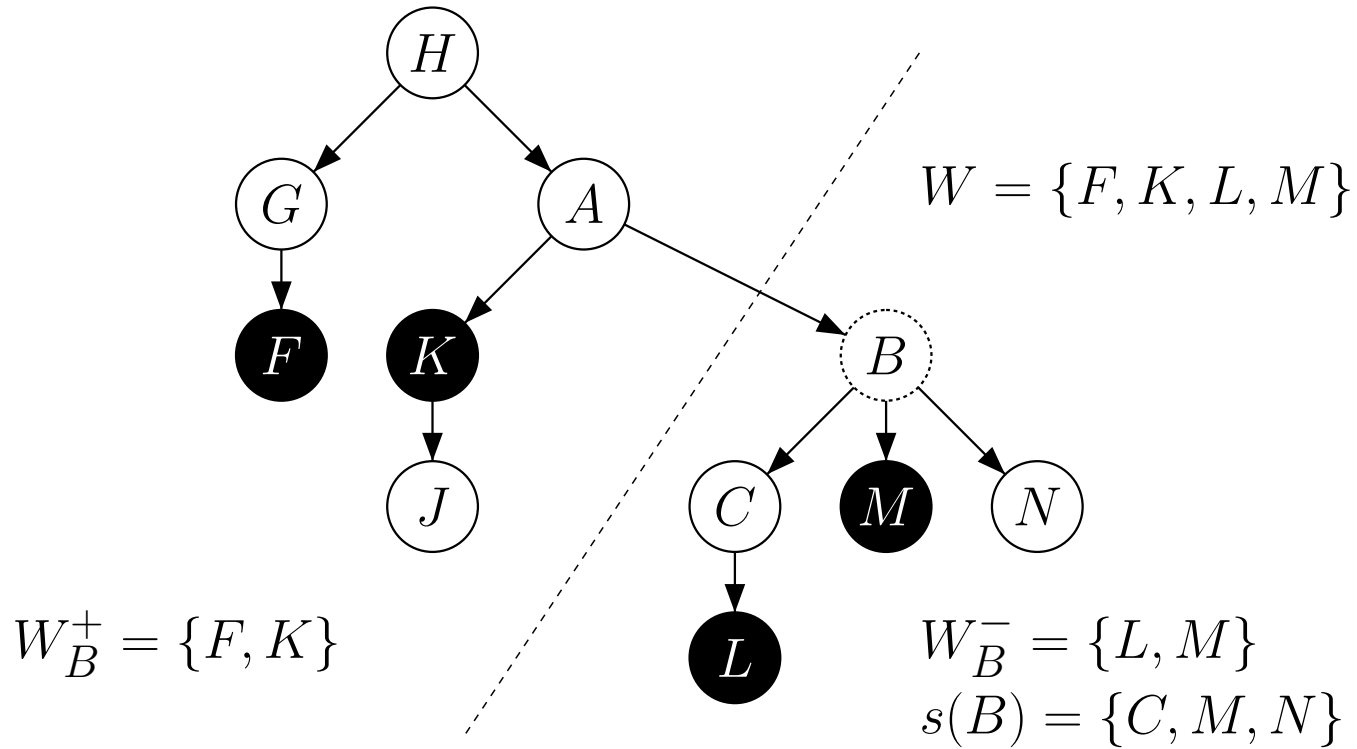 H
G A
W = {F, K, L, M}
F K B
J C M N
W_B^+ = {F, K}
L
W_B^- = {L, M}
s(B) = {C, M, N}